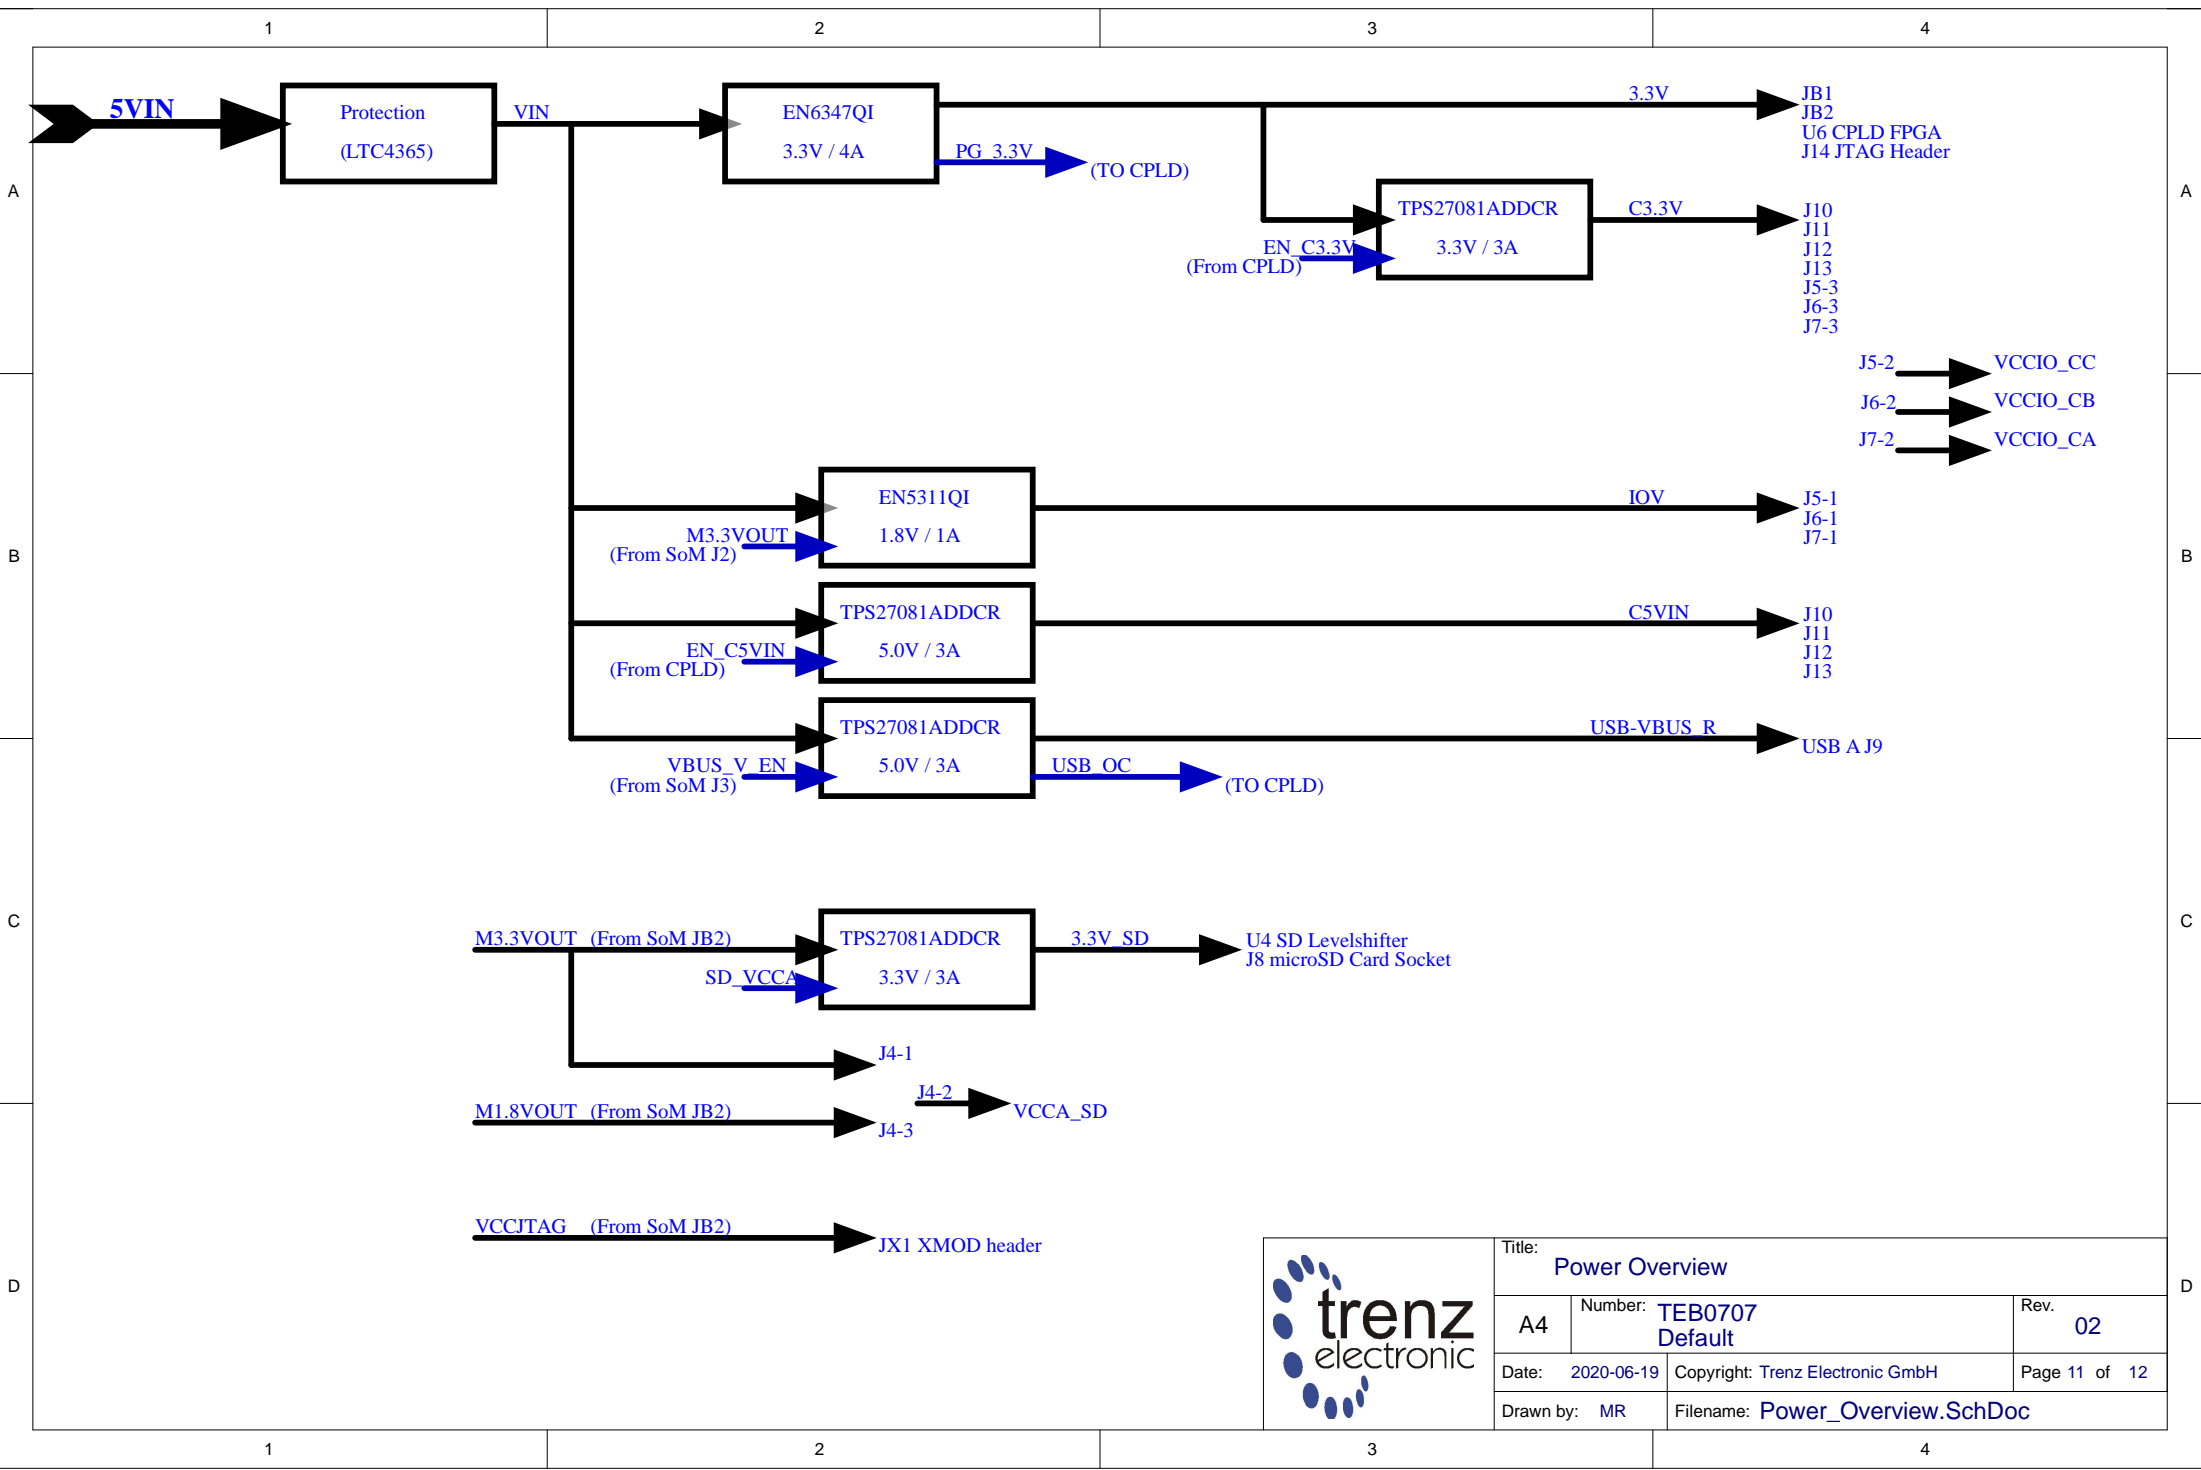 1 2 3 4
5VIN
Protection
(LTC4365)
VIN
EN6347QI
3.3V / 4A
PG_3.3V
(TO CPLD)
3.3V
JB1
JB2
U6 CPLD FPGA
J14 JTAG Header
A A
TPS27081ADDCR
3.3V / 3A
EN_C3.3V
(From CPLD)
C3.3V
J10
J11
J12
J13
J5-3
J6-3
J7-3
J5-2 VCCIO_CC
J6-2 VCCIO_CB
J7-2 VCCIO_CA
EN5311QI
1.8V / 1A
M3.3VOUT
(From SoM J2)
IOV
J5-1
J6-1
J7-1
B B
TPS27081ADDCR
5.0V / 3A
EN_C5VIN
(From CPLD)
C5VIN
J10
J11
J12
J13
TPS27081ADDCR
5.0V / 3A
VBUS_V_EN
(From SoM J3)
USB_OC
(TO CPLD)
USB-VBUS_R
USB A J9
C C
M3.3VOUT (From SoM JB2)
TPS27081ADDCR
3.3V / 3A
SD_VCCA
3.3V_SD
U4 SD Levelshifter
J8 microSD Card Socket
J4-1
J4-2
VCCA_SD
M1.8VOUT (From SoM JB2)
J4-3
VCCJTAG (From SoM JB2)
JX1 XMOD header
D D
trenz
electronic
Title:
Power Overview
A4
Number: TEB0707
Default
Rev.
02
Date: 2020-06-19
Copyright: Trenz Electronic GmbH
Page 11 of 12
Drawn by: MR
Filename: Power_Overview.SchDoc
1 2 3 4